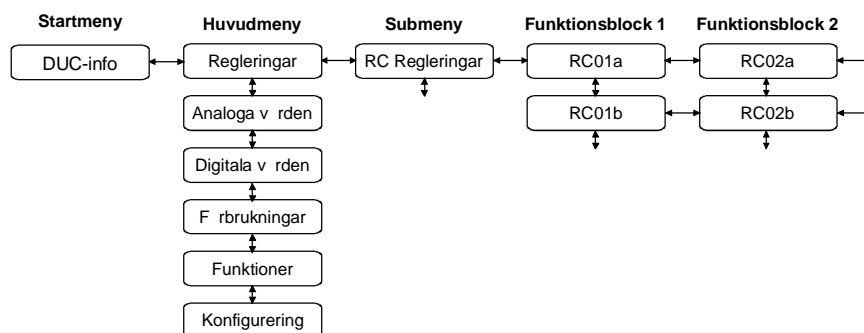 Startmeny Huvudmeny Submeny Funktionsblock 1 Funktionsblock 2
DUC-info Regleringar RC Regleringar RC01a RC02a
Analoga v rden RC01b RC02b
Digitala v rden
F rbrukningar
Funktioner
Konfigurering